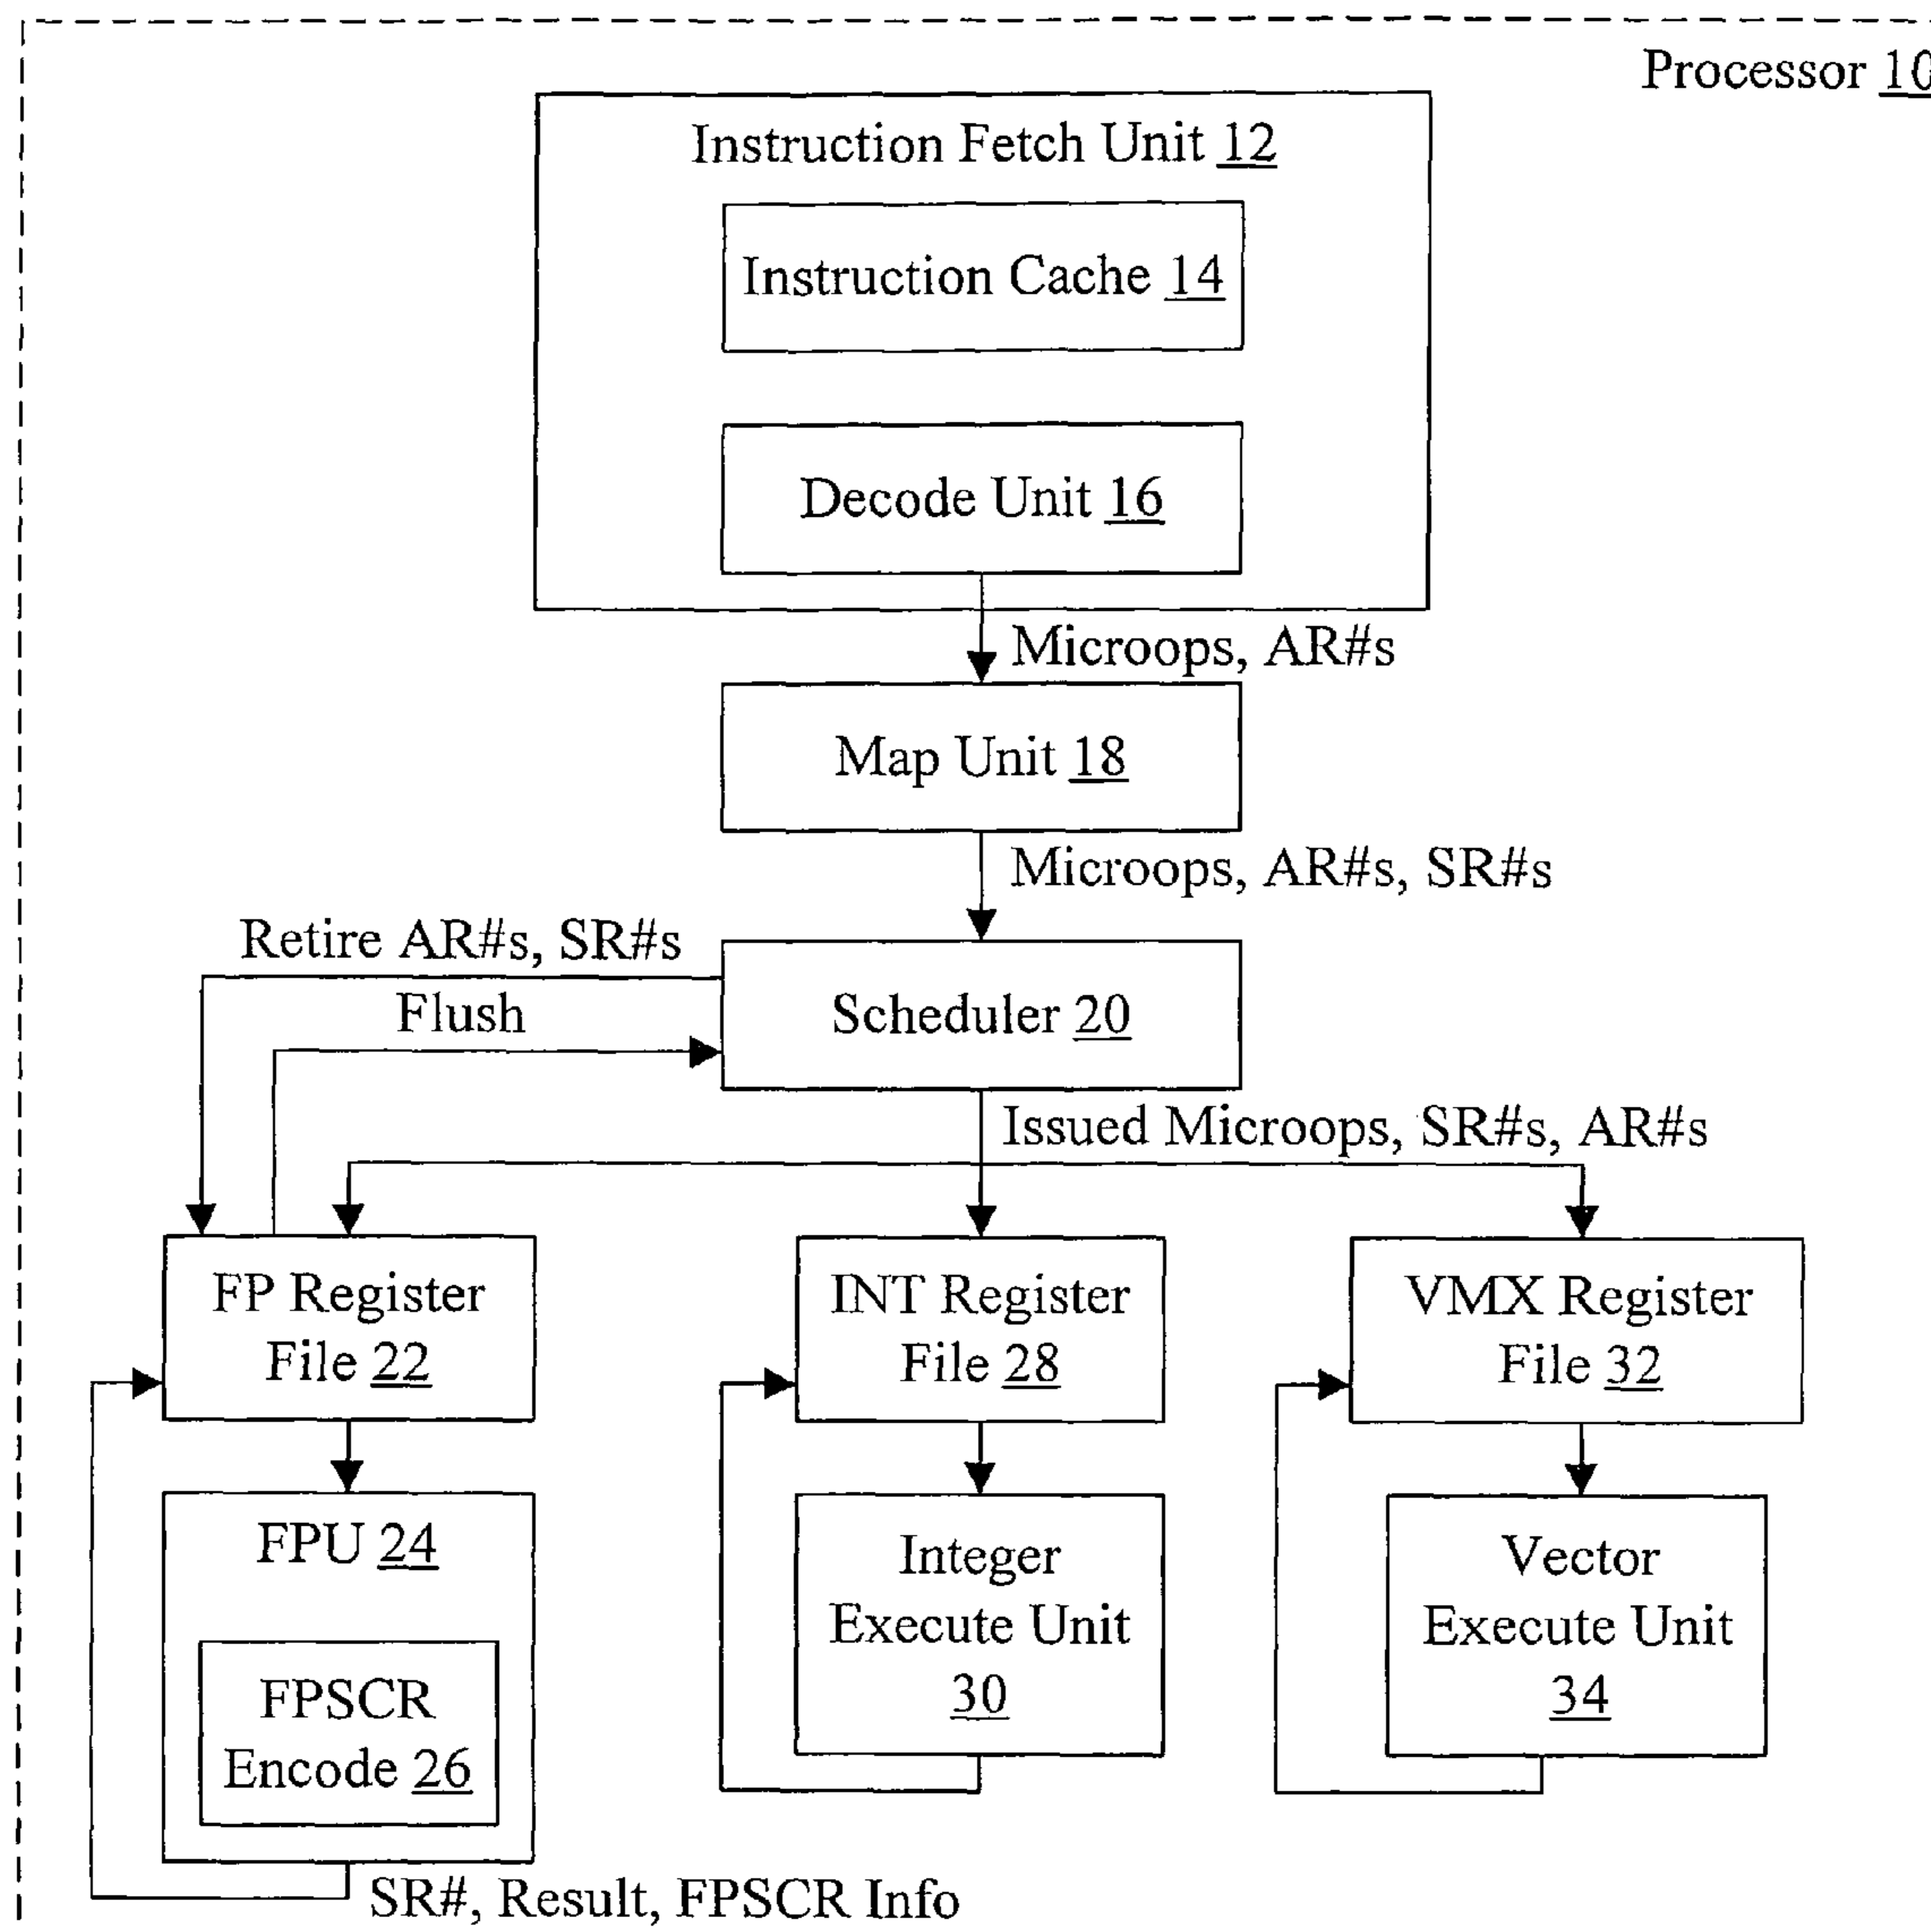 Processor 10
Instruction Fetch Unit 12
Instruction Cache 14
Decode Unit 16
Microops, AR#s
Map Unit 18
Microops, AR#s, SR#s
Retire AR#s, SR#s
Flush
Scheduler 20
Issued Microops, SR#s, AR#s
FP Register
File 22
INT Register
File 28
VMX Register
File 32
FPU 24
FPSCR
Encode 26
Integer
Execute Unit
30
Vector
Execute Unit
34
SR#, Result, FPSCR Info